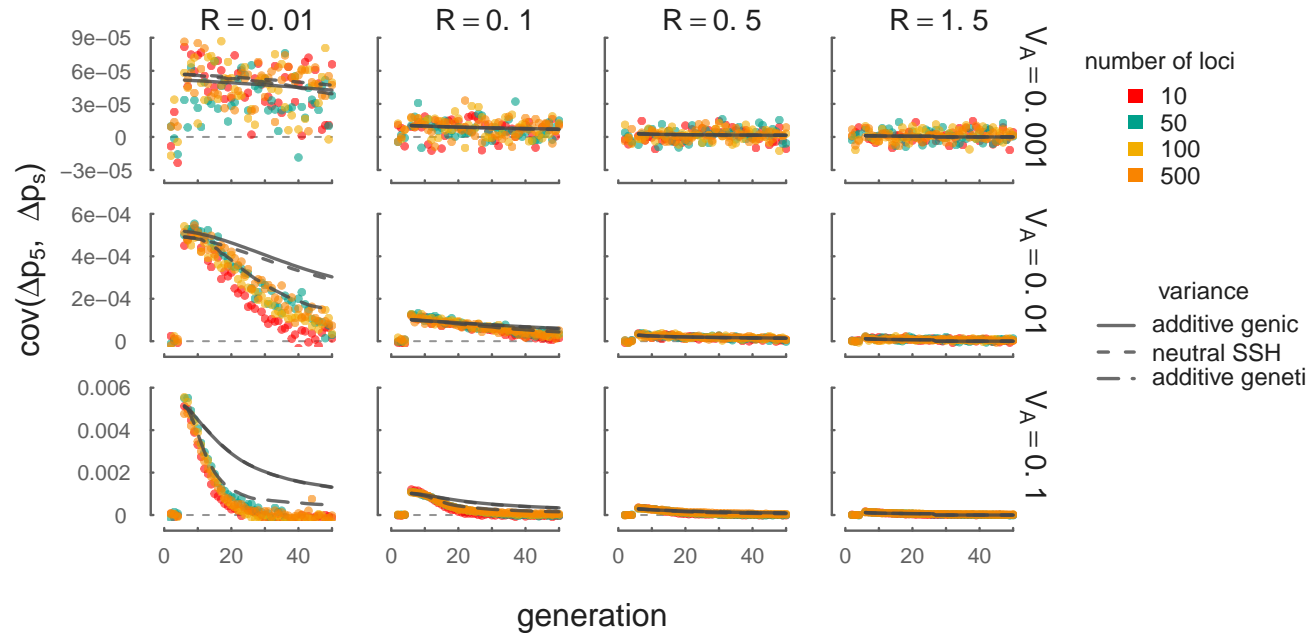 R = 0. 01 R = 0. 1 R = 0. 5 R = 1. 5
9e−05
6e−05
3e−05
0
−3e−05
V_A = 0. 001
6e−04
4e−04
2e−04
0
V_A = 0. 01
0.006
0.004
0.002
0
V_A = 0. 1
cov(Δp₅, Δpₛ)
0 20 40 0 20 40 0 20 40 0 20 40
generation
number of loci
10
50
100
500
variance
additive genic
neutral SSH
additive geneti